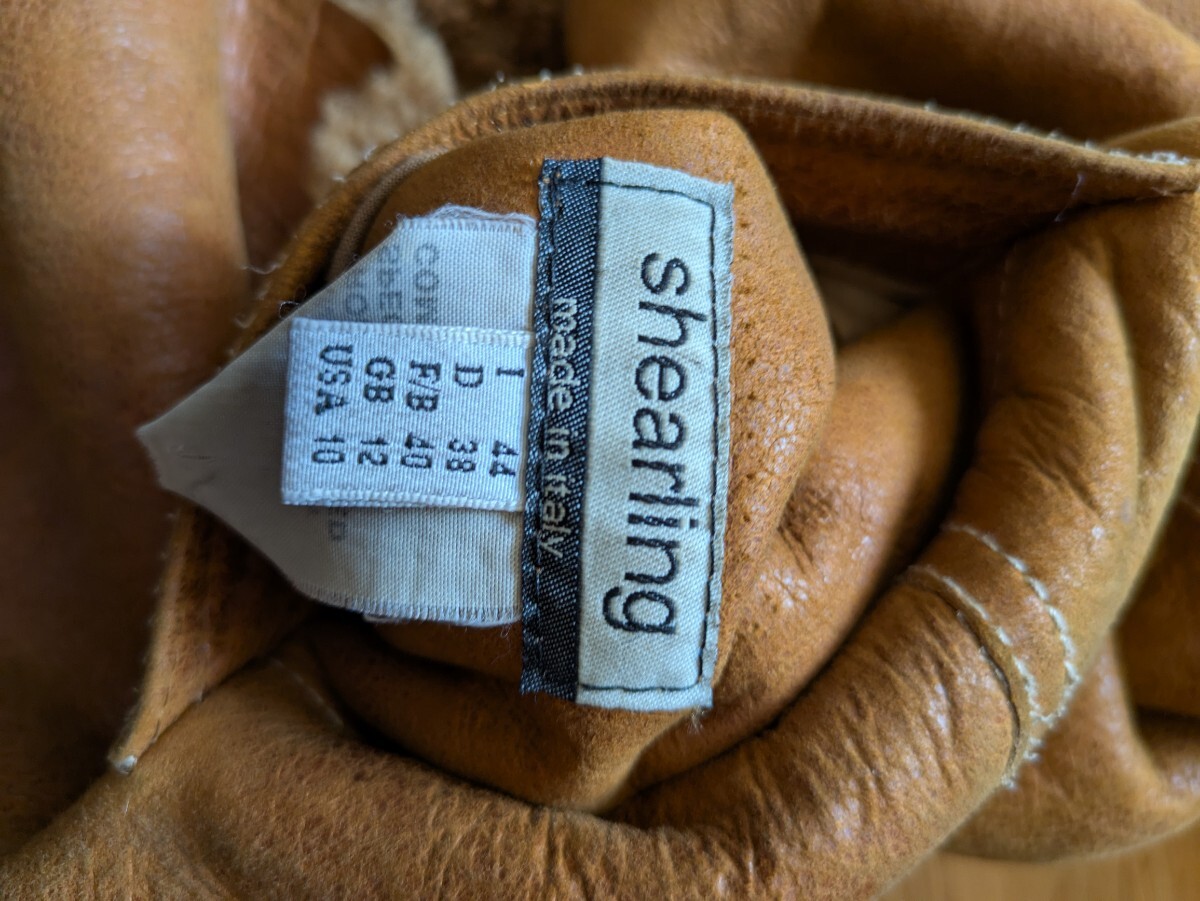 shearling
made in Italy
I 44
D 38
F/B 40
GB 12
USA 10